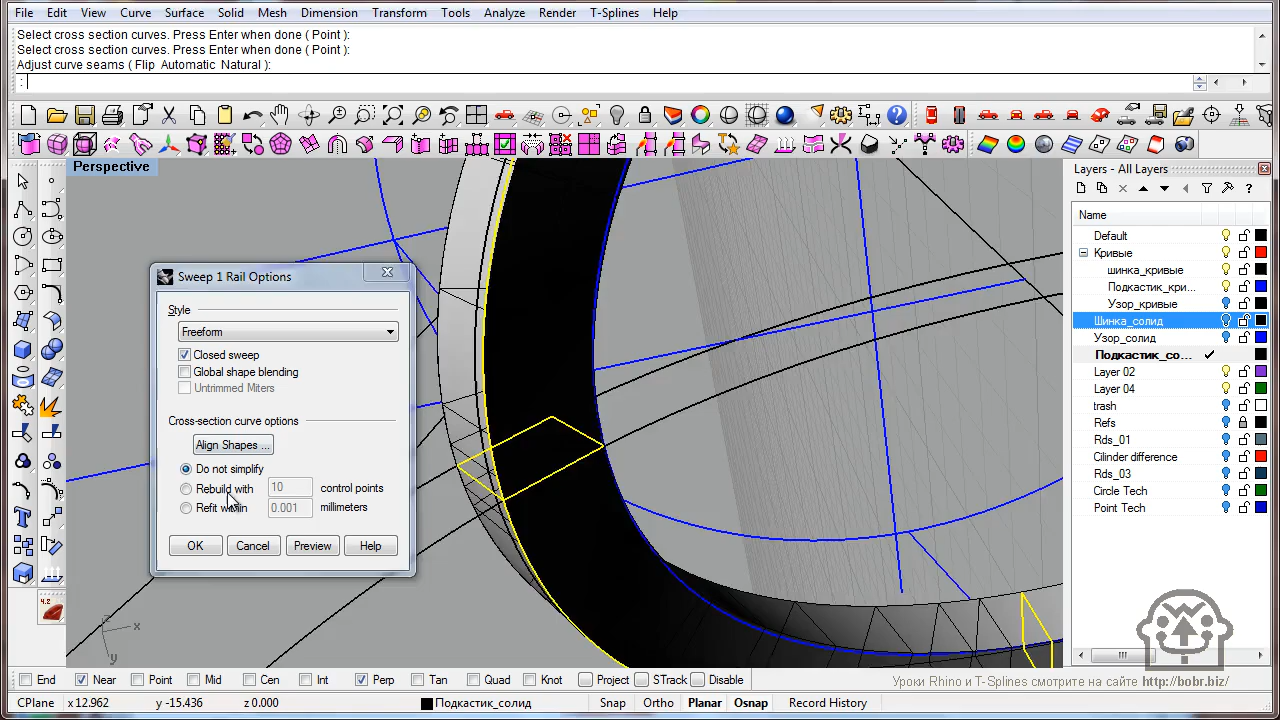 File Edit View Curve Surface Solid Mesh Dimension Transform Tools Analyze Render T-Splines Help
Select cross section curves. Press Enter when done ( Point ):
Select cross section curves. Press Enter when done ( Point ):
Adjust curve seams ( Flip Automatic Natural ):
:
Perspective
Layers - All Layers
Name
Default
Кривые
шинка_кривые
Подкастик_кри...
Узор_кривые
Шинка_солид
Узор_солид
Подкастик_со...
Layer 02
Layer 04
trash
Refs
Rds_01
Cilinder difference
Rds_03
Circle Tech
Point Tech
Sweep 1 Rail Options
Style
Freeform
Closed sweep
Global shape blending
Untrimmed Miters
Cross-section curve options
Align Shapes ...
Do not simplify
Rebuild with 10 control points
Refit within 0.001 millimeters
OK Cancel Preview Help
4.2
z x
y
End Near Point Mid Cen Int Perp Tan Quad Knot Project STrack Disable
Уроки Rhino и T-Splines смотрите на сайте http://bobr.biz/
CPlane x 12.962 y -15.436 z 0.000 Подкастик_солид Snap Ortho Planar Osnap Record History